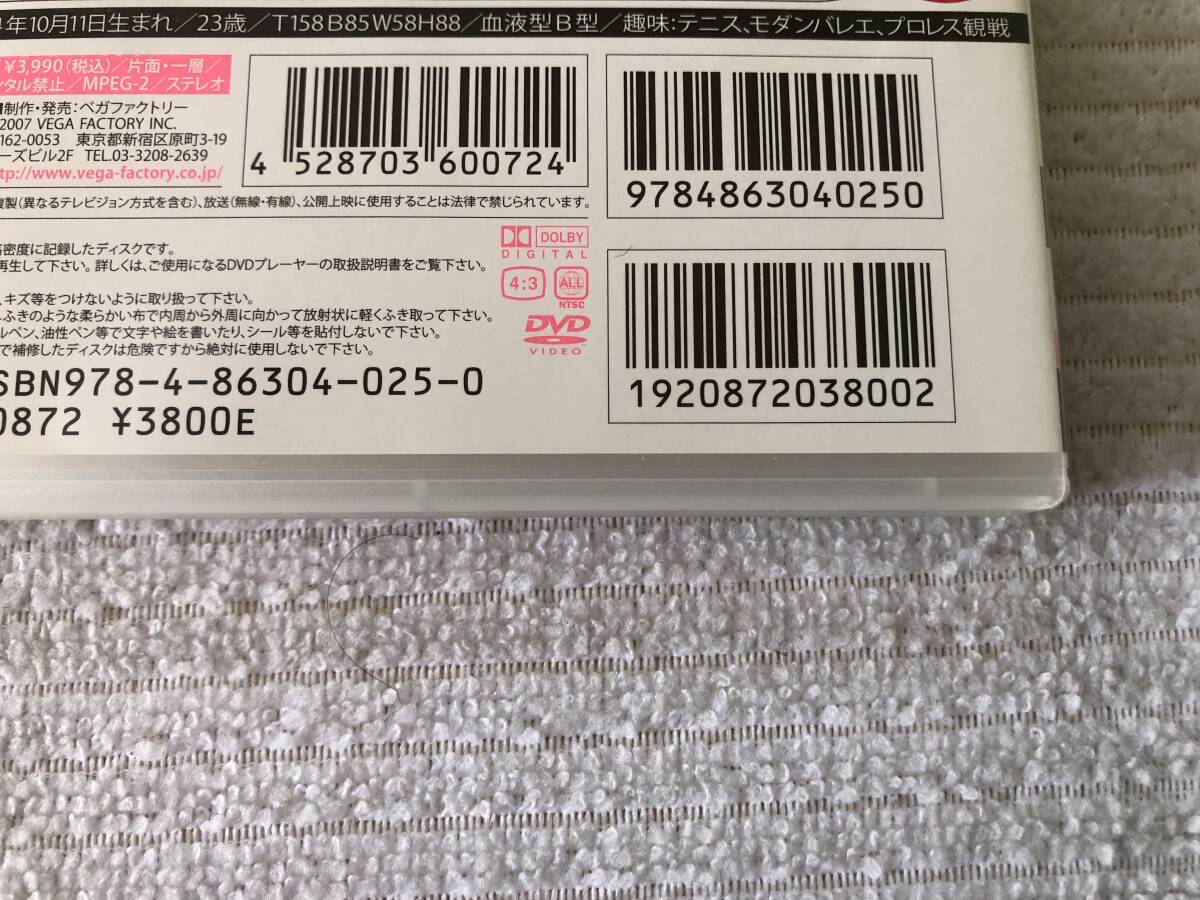 年10月11日生まれ／23歳／T158 B85 W58 H88／血液型B型／趣味:テニス、モダンバレエ、プロレス観戦
¥3,990(税込)／片面・一層／
タル禁止／MPEG-2／ステレオ
■制作・発売:ベガファクトリー
2007 VEGA FACTORY INC.
162-0053 東京都新宿区原町3-19
ーズビル2F TEL.03-3208-2639
tp://www.vega-factory.co.jp/
4 528703 600724
9784863040250
複製(異なるテレビジョン方式を含む)、放送(無線・有線)、公開上映に使用することは法律で禁じられています。
高密度に記録したディスクです。
再生して下さい。詳しくは、ご使用になるDVDプレーヤーの取扱説明書をご覧下さい。
、キズ等をつけないように取り扱って下さい。
ふきのような柔らかい布で内周から外周に向かって放射状に軽くふき取って下さい。
ルペン、油性ペン等で文字や絵を書いたり、シール等を貼付しないで下さい。
で補修したディスクは危険ですから絶対に使用しないで下さい。
DOLBY
DIGITAL
4:3
ALL
NTSC
DVD
VIDEO
1920872038002
SBN978-4-86304-025-0
0872 ¥3800E